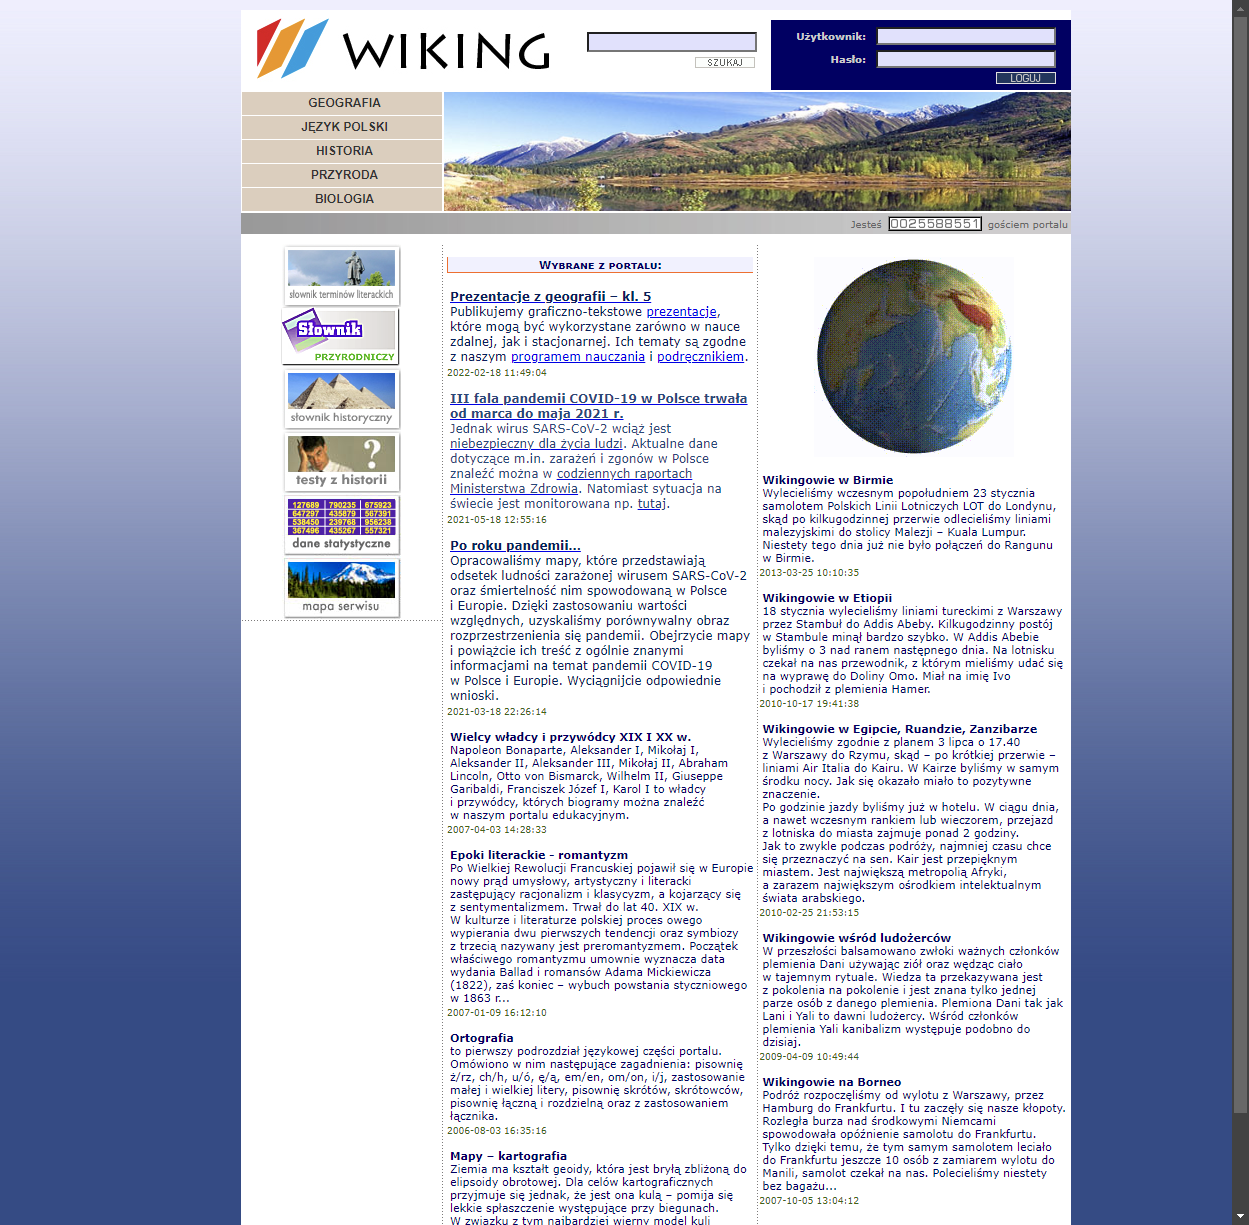 WIKING
SZUKAJ
Użytkownik:
Hasło:
LOGUJ
GEOGRAFIA
JĘZYK POLSKI
HISTORIA
PRZYRODA
BIOLOGIA
Jesteś 0025588551 gościem portalu
słownik terminów literackich
Słownik
PRZYRODNICZY
słownik historyczny
?
testy z historii
127689 790235 675923
647297 435879 567391
538450 239768 956238
367496 435267 557321
dane statystyczne
mapa serwisu
Wybrane z portalu:
Prezentacje z geografii – kl. 5
Publikujemy graficzno-tekstowe prezentacje,
które mogą być wykorzystane zarówno w nauce
zdalnej, jak i stacjonarnej. Ich tematy są zgodne
z naszym programem nauczania i podręcznikiem.
2022-02-18 11:49:04
III fala pandemii COVID-19 w Polsce trwała
od marca do maja 2021 r.
Jednak wirus SARS-CoV-2 wciąż jest
niebezpieczny dla życia ludzi. Aktualne dane
dotyczące m.in. zarażeń i zgonów w Polsce
znaleźć można w codziennych raportach
Ministerstwa Zdrowia. Natomiast sytuacja na
świecie jest monitorowana np. tutaj.
2021-05-18 12:55:16
Po roku pandemii...
Opracowaliśmy mapy, które przedstawiają
odsetek ludności zarażonej wirusem SARS-CoV-2
oraz śmiertelność nim spowodowaną w Polsce
i Europie. Dzięki zastosowaniu wartości
względnych, uzyskaliśmy porównywalny obraz
rozprzestrzenienia się pandemii. Obejrzycie mapy
i powiążcie ich treść z ogólnie znanymi
informacjami na temat pandemii COVID-19
w Polsce i Europie. Wyciągnijcie odpowiednie
wnioski.
2021-03-18 22:26:14
Wielcy władcy i przywódcy XIX I XX w.
Napoleon Bonaparte, Aleksander I, Mikołaj I,
Aleksander II, Aleksander III, Mikołaj II, Abraham
Lincoln, Otto von Bismarck, Wilhelm II, Giuseppe
Garibaldi, Franciszek Józef I, Karol I to władcy
i przywódcy, których biogramy można znaleźć
w naszym portalu edukacyjnym.
2007-04-03 14:28:33
Epoki literackie - romantyzm
Po Wielkiej Rewolucji Francuskiej pojawił się w Europie
nowy prąd umysłowy, artystyczny i literacki
zastępujący racjonalizm i klasycyzm, a kojarzący się
z sentymentalizmem. Trwał do lat 40. XIX w.
W kulturze i literaturze polskiej proces owego
wypierania dwu pierwszych tendencji oraz symbiozy
z trzecią nazywany jest preromantyzmem. Początek
właściwego romantyzmu umownie wyznacza data
wydania Ballad i romansów Adama Mickiewicza
(1822), zaś koniec – wybuch powstania styczniowego
w 1863 r...
2007-01-09 16:12:10
Ortografia
to pierwszy podrozdział językowej części portalu.
Omówiono w nim następujące zagadnienia: pisownię
ż/rz, ch/h, u/ó, ę/ą, em/en, om/on, i/j, zastosowanie
małej i wielkiej litery, pisownię skrótów, skrótowców,
pisownię łączną i rozdzielną oraz z zastosowaniem
łącznika.
2006-08-03 16:35:16
Mapy – kartografia
Ziemia ma kształt geoidy, która jest bryłą zbliżoną do
elipsoidy obrotowej. Dla celów kartograficznych
przyjmuje się jednak, że jest ona kulą – pomija się
lekkie spłaszczenie występujące przy biegunach.
W związku z tym najbardziej wierny model kuli
Wikingowie w Birmie
Wylecieliśmy wczesnym popołudniem 23 stycznia
samolotem Polskich Linii Lotniczych LOT do Londynu,
skąd po kilkugodzinnej przerwie odlecieliśmy liniami
malezyjskimi do stolicy Malezji – Kuala Lumpur.
Niestety tego dnia już nie było połączeń do Rangunu
w Birmie.
2013-03-25 10:10:35
Wikingowie w Etiopii
18 stycznia wylecieliśmy liniami tureckimi z Warszawy
przez Stambuł do Addis Abeby. Kilkugodzinny postój
w Stambule minął bardzo szybko. W Addis Abebie
byliśmy o 3 nad ranem następnego dnia. Na lotnisku
czekał na nas przewodnik, z którym mieliśmy udać się
na wyprawę do Doliny Omo. Miał na imię Ivo
i pochodził z plemienia Hamer.
2010-10-17 19:41:38
Wikingowie w Egipcie, Ruandzie, Zanzibarze
Wylecieliśmy zgodnie z planem 3 lipca o 17.40
z Warszawy do Rzymu, skąd – po krótkiej przerwie –
liniami Air Italia do Kairu. W Kairze byliśmy w samym
środku nocy. Jak się okazało miało to pozytywne
znaczenie.
Po godzinie jazdy byliśmy już w hotelu. W ciągu dnia,
a nawet wczesnym rankiem lub wieczorem, przejazd
z lotniska do miasta zajmuje ponad 2 godziny.
Jak to zwykle podczas podróży, najmniej czasu chce
się przeznaczyć na sen. Kair jest przepięknym
miastem. Jest największą metropolią Afryki,
a zarazem największym ośrodkiem intelektualnym
świata arabskiego.
2010-02-25 21:53:15
Wikingowie wśród ludożerców
W przeszłości balsamowano zwłoki ważnych członków
plemienia Dani używając ziół oraz wędząc ciało
w tajemnym rytuale. Wiedza ta przekazywana jest
z pokolenia na pokolenie i jest znana tylko jednej
parze osób z danego plemienia. Plemiona Dani tak jak
Lani i Yali to dawni ludożercy. Wśród członków
plemienia Yali kanibalizm występuje podobno do
dzisiaj.
2009-04-09 10:49:44
Wikingowie na Borneo
Podróż rozpoczęliśmy od wylotu z Warszawy, przez
Hamburg do Frankfurtu. I tu zaczęły się nasze kłopoty.
Rozległa burza nad środkowymi Niemcami
spowodowała opóźnienie samolotu do Frankfurtu.
Tylko dzięki temu, że tym samym samolotem leciało
do Frankfurtu jeszcze 10 osób z zamiarem wylotu do
Manili, samolot czekał na nas. Polecieliśmy niestety
bez bagażu...
2007-10-05 13:04:12